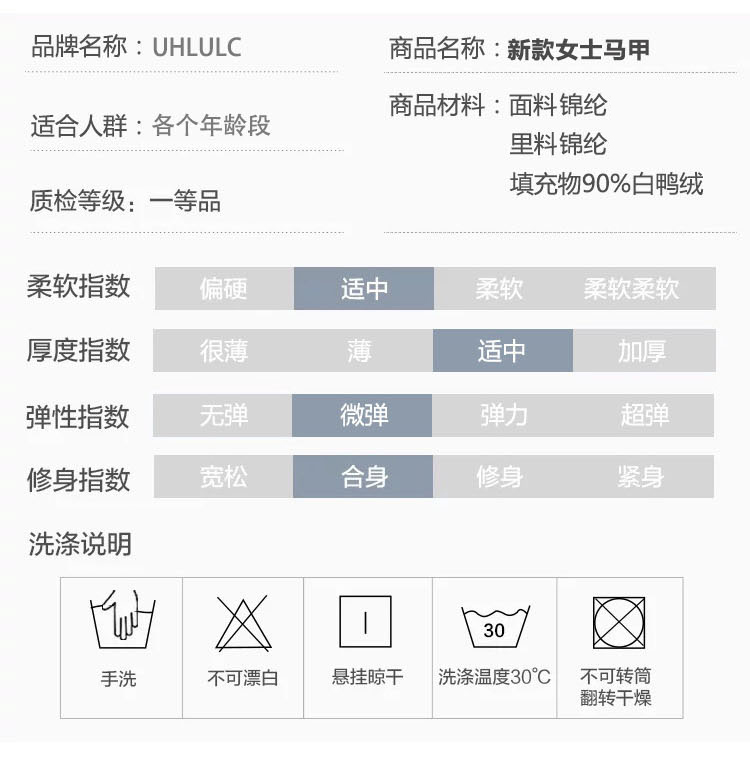 品牌名称：UHLULC
商品名称：新款女士马甲
适合人群：各个年龄段
商品材料：面料锦纶
里料锦纶
填充物90%白鸭绒
质检等级：一等品
柔软指数 偏硬 适中 柔软 柔软柔软
厚度指数 很薄 薄 适中 加厚
弹性指数 无弹 微弹 弹力 超弹
修身指数 宽松 合身 修身 紧身
洗涤说明
30
手洗 不可漂白 悬挂晾干 洗涤温度30℃ 不可转筒
翻转干燥